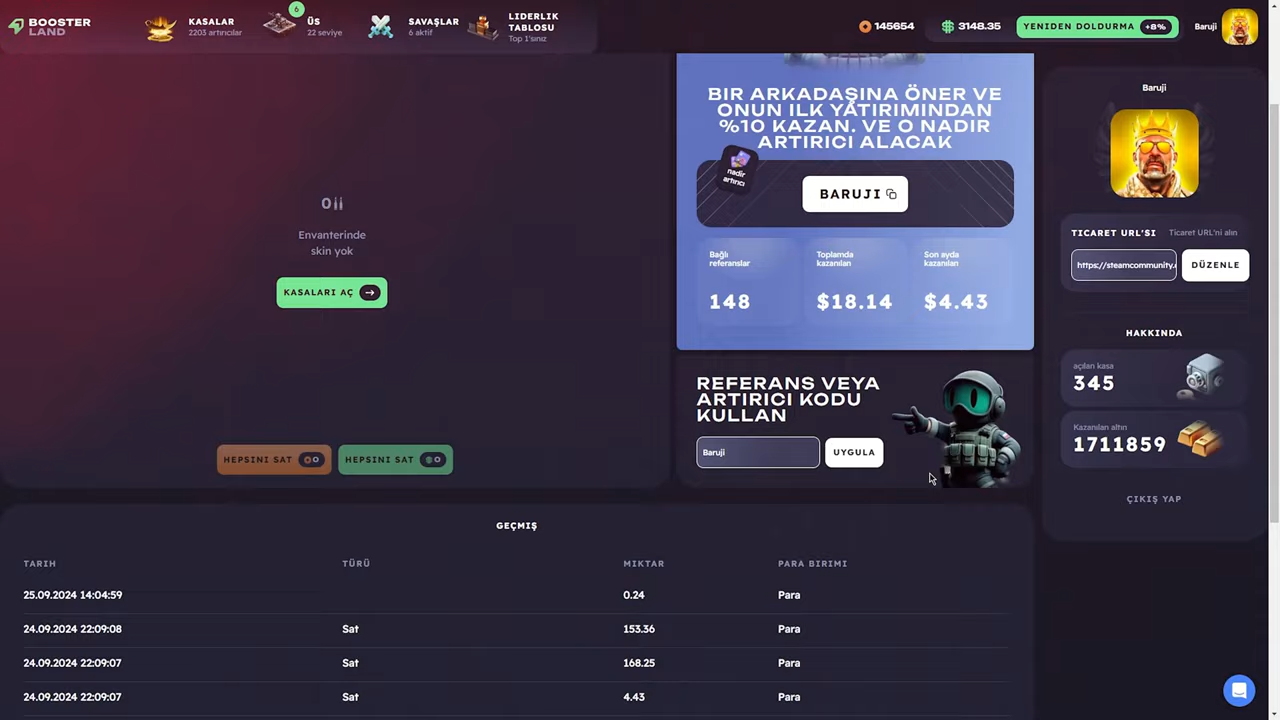 BOOSTER
LAND
KASALAR
2203 artıcılar
6
ÜS
22 seviye
SAVAŞLAR
6 aktif
LIDERLIK
TABLOSU
Top 1'sınız
145654
3148.35
YENIDEN DOLDURMA +8%
Baruji
0
Envanterinde
skin yok
KASALARI AÇ
HEPSINI SAT 0
HEPSINI SAT 0
BIR ARKADAŞINA ÖNER VE
ONUN ILK YATIRIMINDAN
%10 KAZAN. VE O NADIR
ARTIRICI ALACAK
nadir
artırıcı
BARUJI
Bağlı
referanslar
148
Toplamda
kazanılan
$18.14
Son ayda
kazanılan
$4.43
REFERANS VEYA
ARTIRICI KODU
KULLAN
Baruji
UYGULA
Baruji
TICARET URL'SI
Ticaret URL'ni alın
https://steamcommunity.c
DÜZENLE
HAKKINDA
açılan kasa
345
Kazanılan altın
1711859
ÇIKIŞ YAP
GEÇMIŞ
TARIH TÜRÜ MIKTAR PARA BIRIMI
25.09.2024 14:04:59 0.24 Para
24.09.2024 22:09:08 Sat 153.36 Para
24.09.2024 22:09:07 Sat 168.25 Para
24.09.2024 22:09:07 Sat 4.43 Para